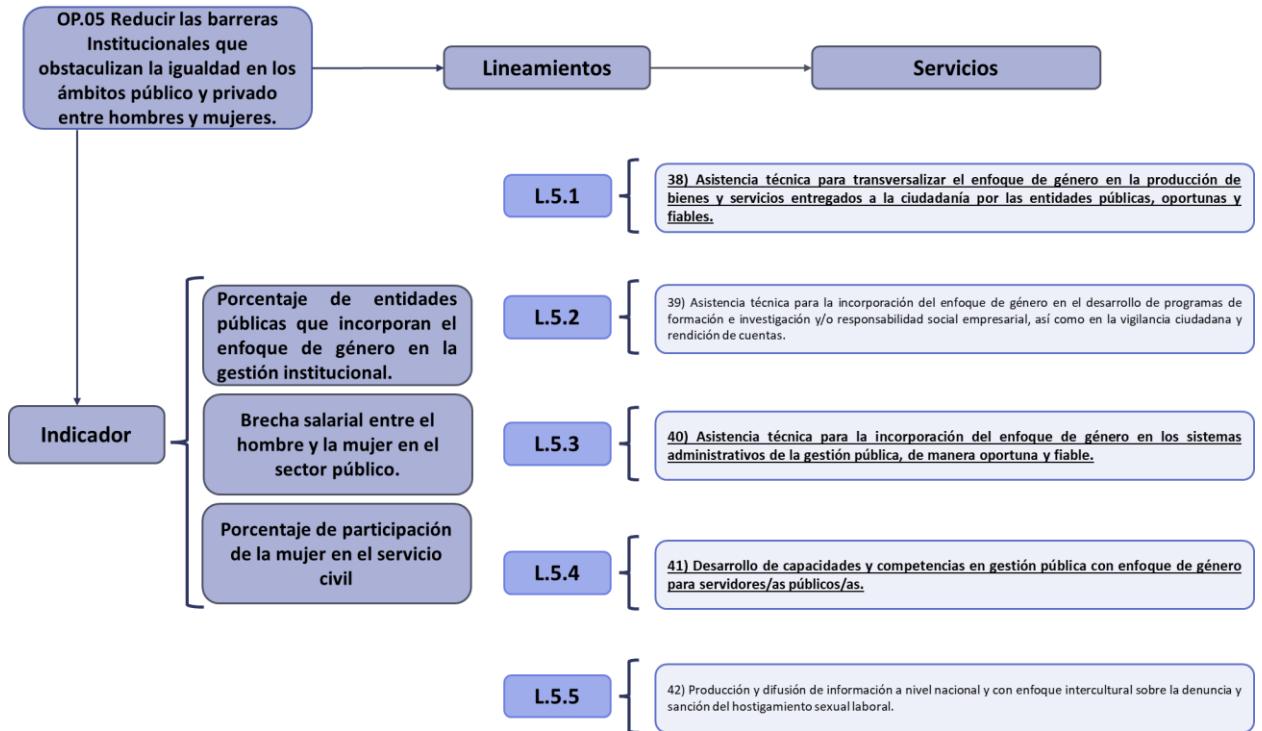 OP.05 Reducir las barreras
Institucionales que
obstaculizan la igualdad en los
ámbitos público y privado
entre hombres y mujeres.
Lineamientos
Servicios
L.5.1
38) Asistencia técnica para transversalizar el enfoque de género en la producción de
bienes y servicios entregados a la ciudadanía por las entidades públicas, oportunas y
fiables.
Porcentaje de entidades
públicas que incorporan el
enfoque de género en la
gestión institucional.
L.5.2
39) Asistencia técnica para la incorporación del enfoque de género en el desarrollo de programas de
formación e investigación y/o responsabilidad social empresarial, así como en la vigilancia ciudadana y
rendición de cuentas.
Indicador
Brecha salarial entre el
hombre y la mujer en el
sector público.
L.5.3
40) Asistencia técnica para la incorporación del enfoque de género en los sistemas
administrativos de la gestión pública, de manera oportuna y fiable.
Porcentaje de participación
de la mujer en el servicio
civil
L.5.4
41) Desarrollo de capacidades y competencias en gestión pública con enfoque de género
para servidores/as públicos/as.
L.5.5
42) Producción y difusión de información a nivel nacional y con enfoque intercultural sobre la denuncia y
sanción del hostigamiento sexual laboral.